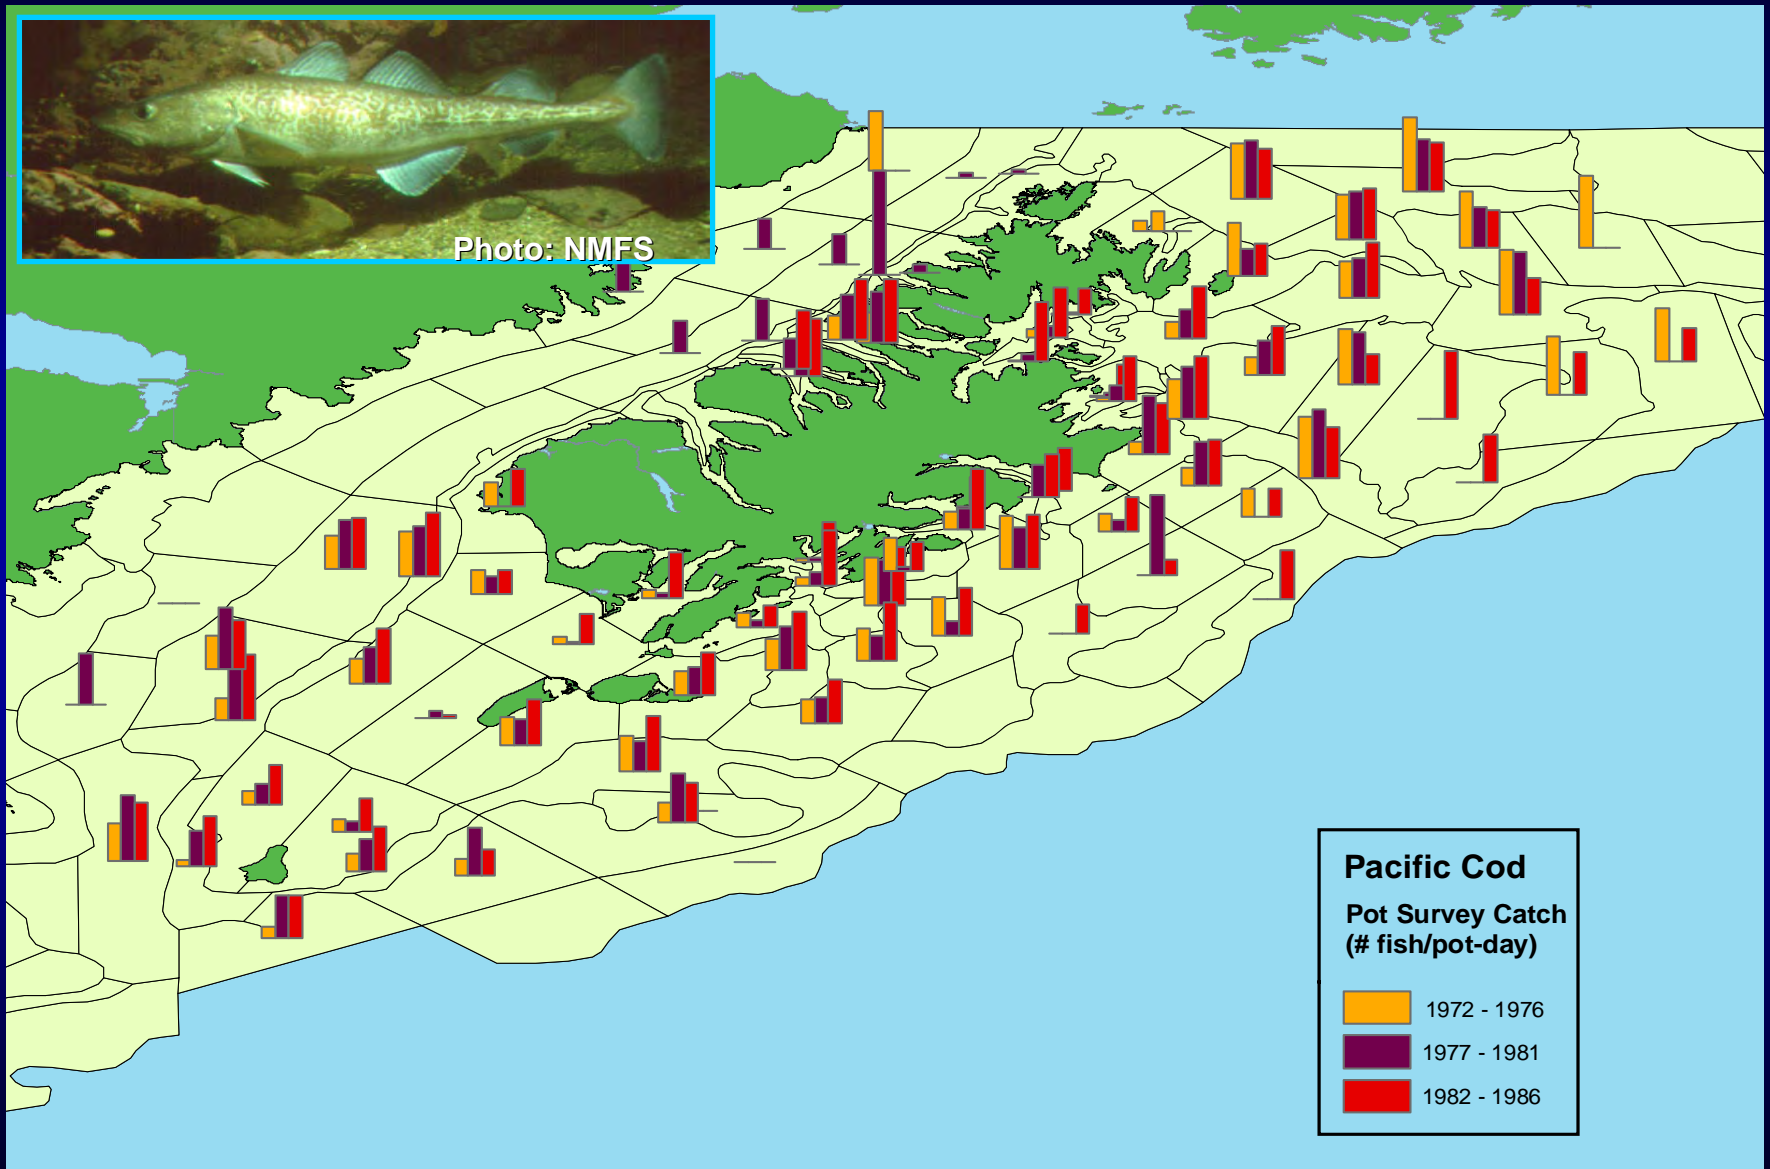 Photo: NMFS
Pacific Cod
Pot Survey Catch
(# fish/pot-day)
1972 - 1976
1977 - 1981
1982 - 1986